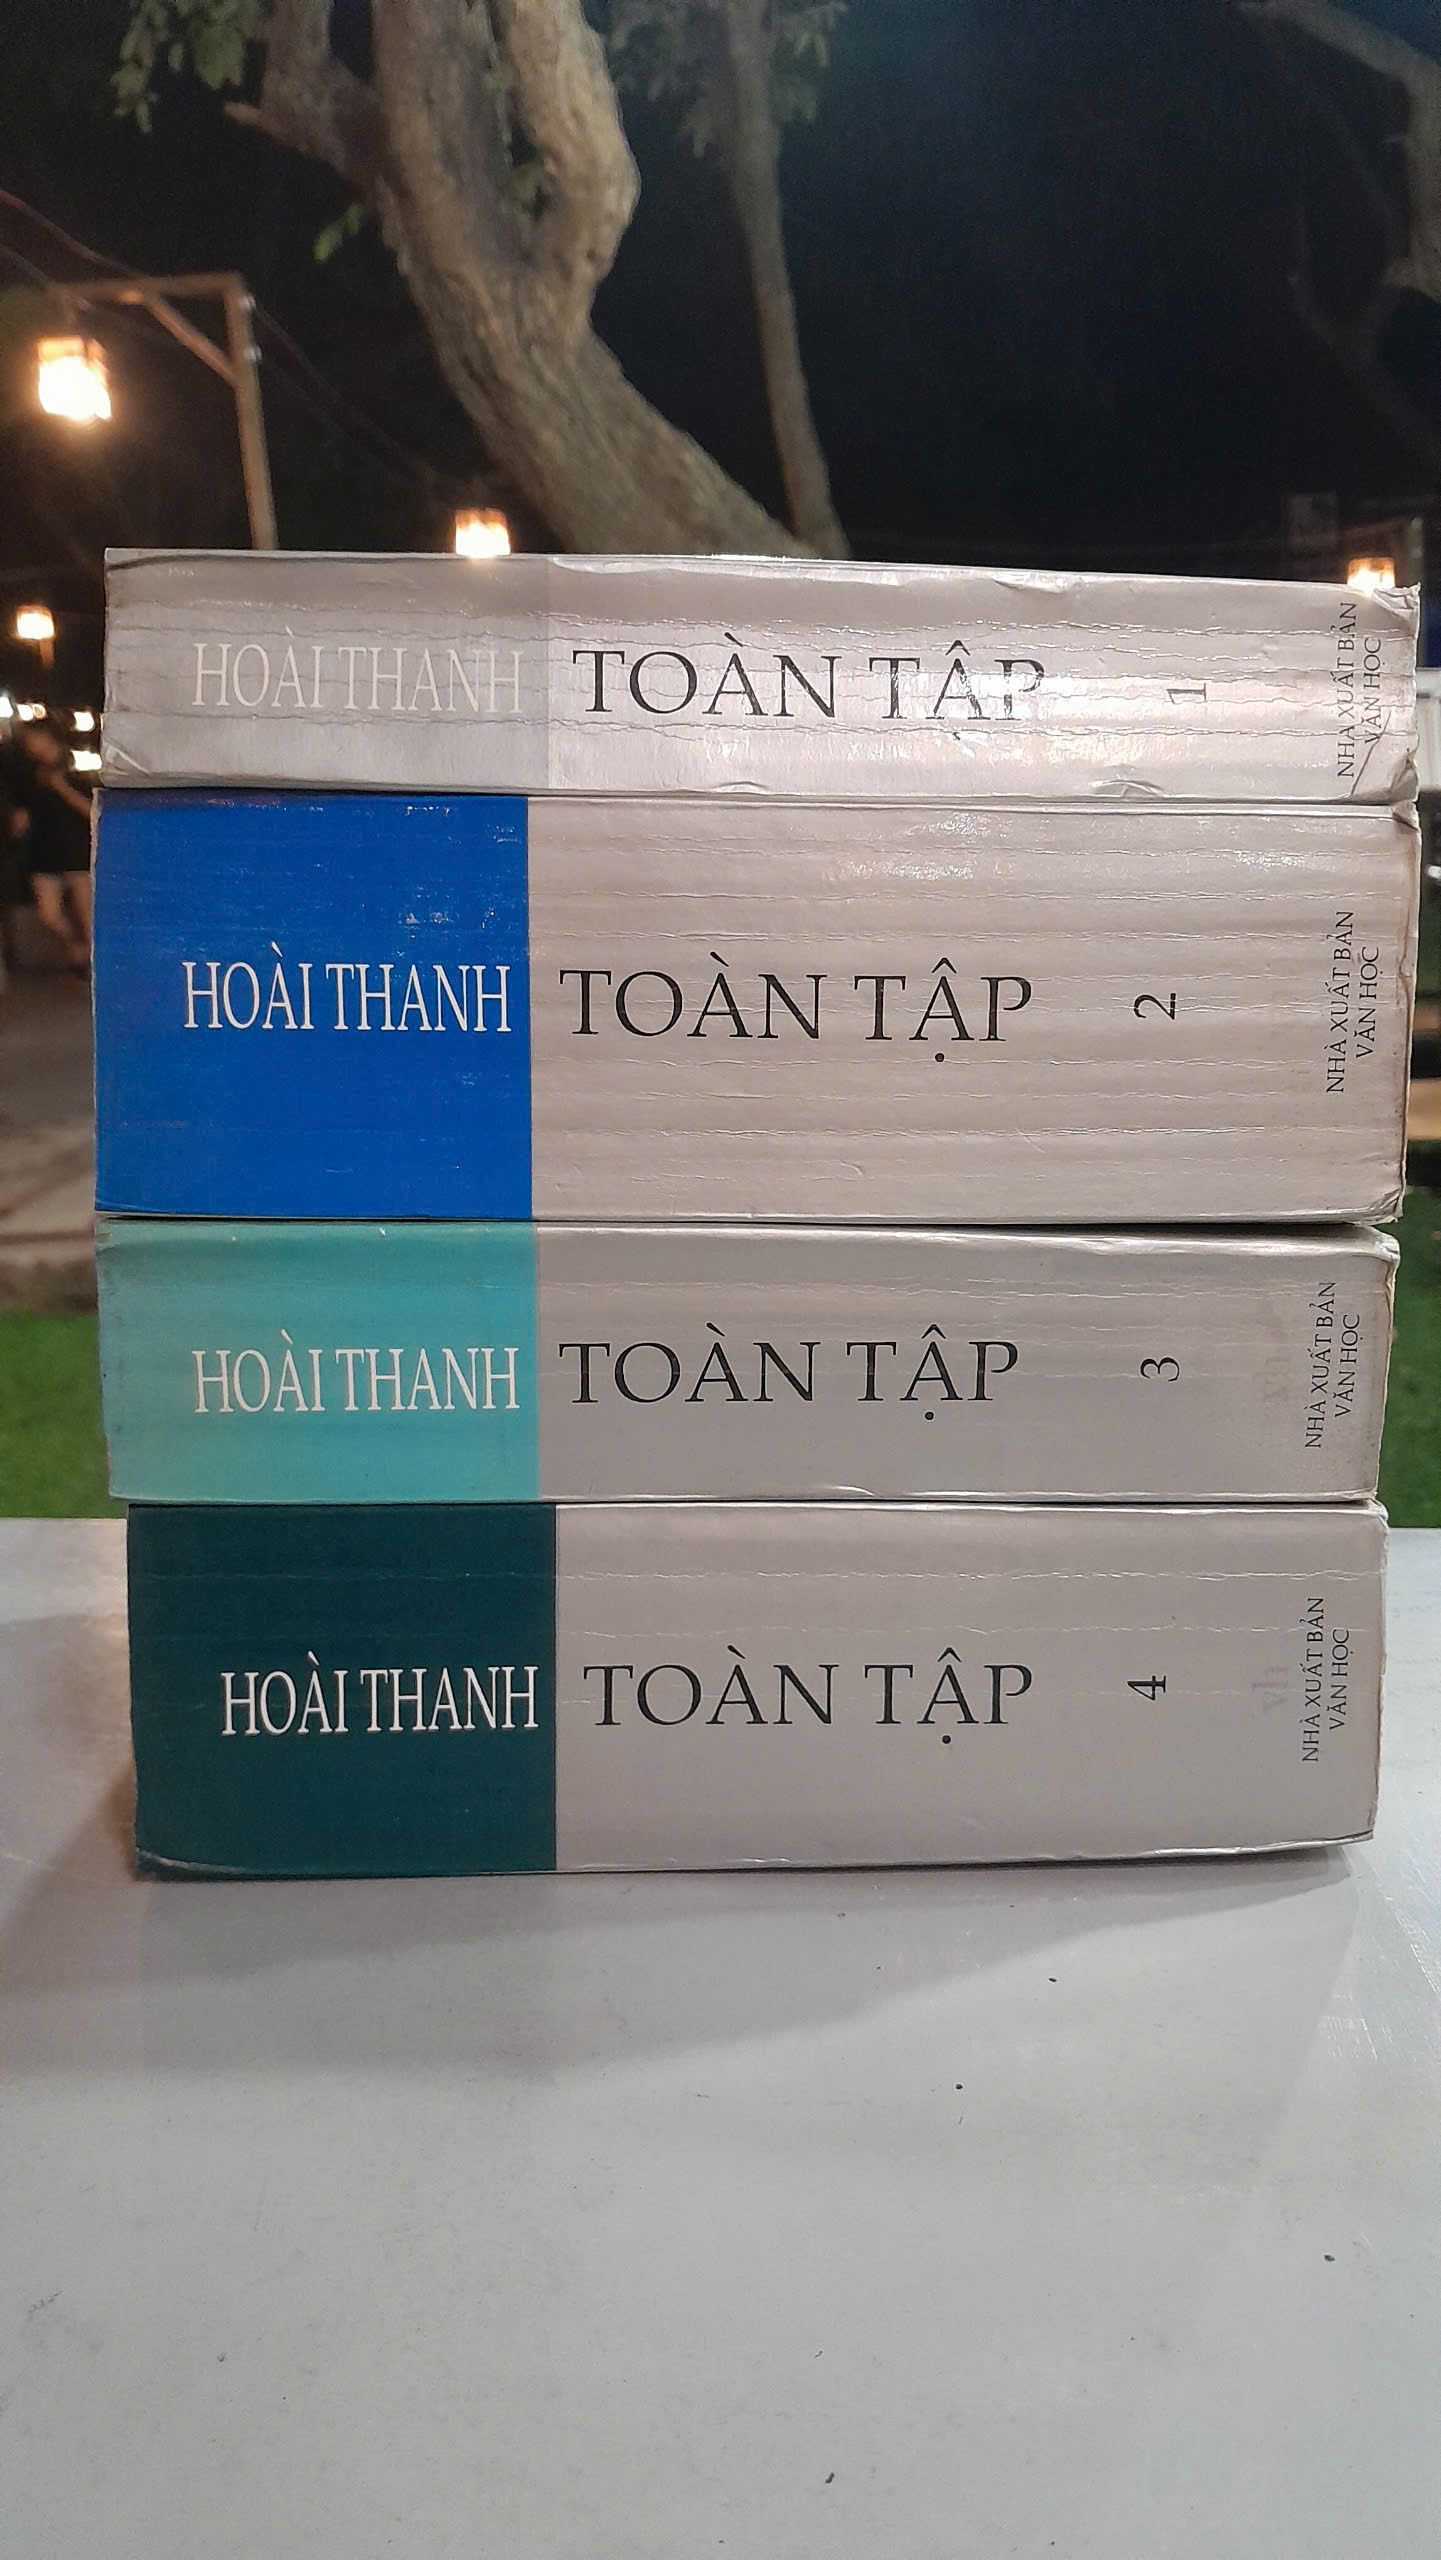 HOÀI THANH TOÀN TẬP 1
NHÀ XUẤT BẢN
VĂN HỌC
HOÀI THANH TOÀN TẬP 2
NHÀ XUẤT BẢN
VĂN HỌC
HOÀI THANH TOÀN TẬP 3
NHÀ XUẤT BẢN
VĂN HỌC
HOÀI THANH TOÀN TẬP 4
vh
NHÀ XUẤT BẢN
VĂN HỌC